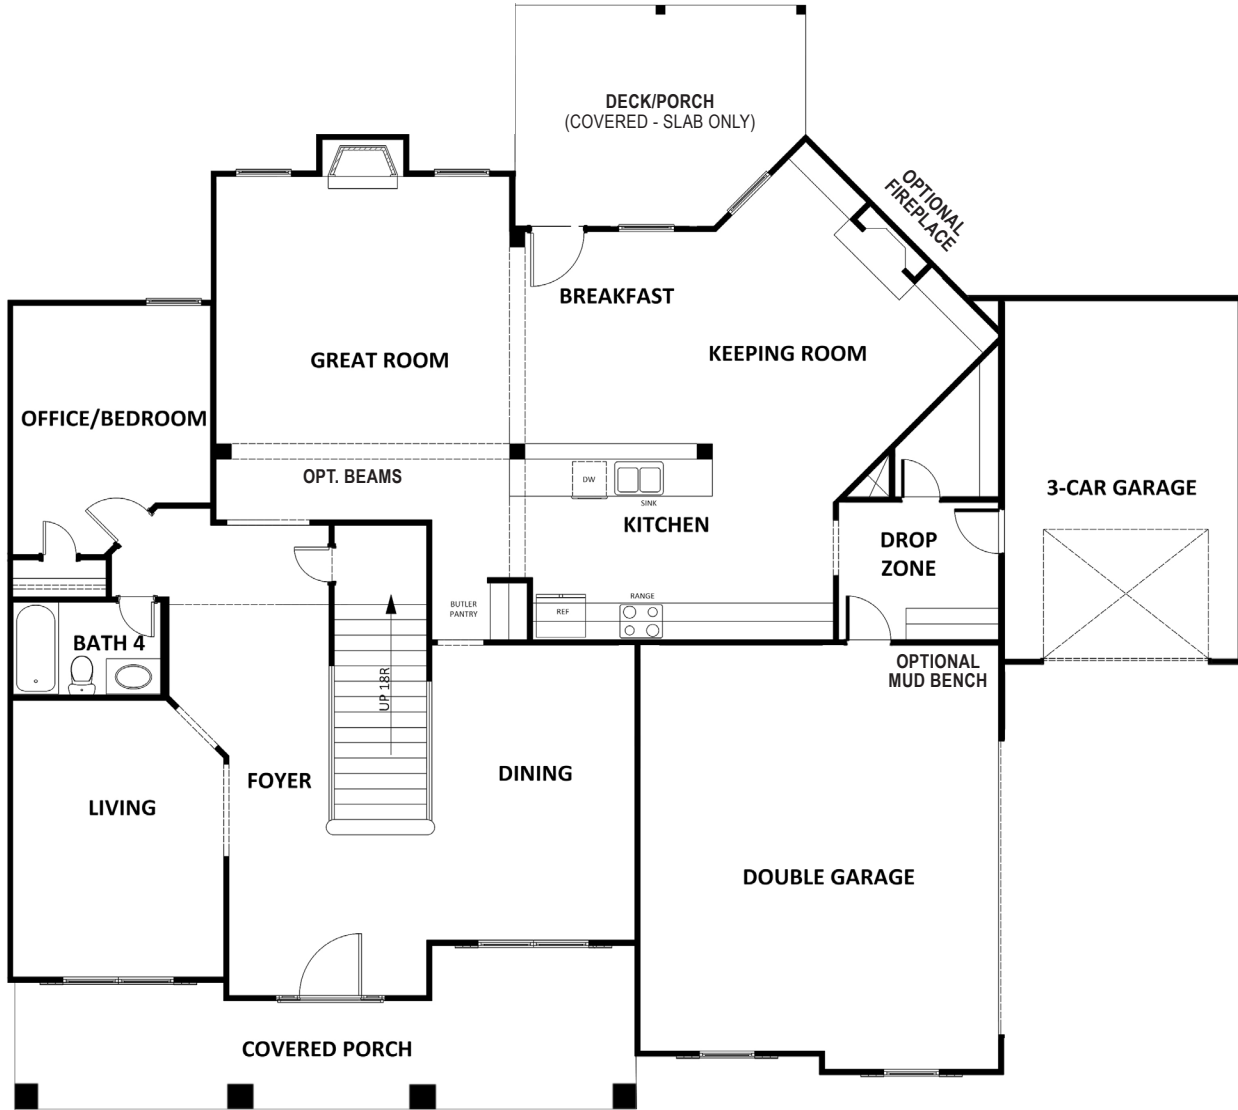 DECK/PORCH
(COVERED - SLAB ONLY)
OPTIONAL
FIREPLACE
BREAKFAST
GREAT ROOM
KEEPING ROOM
OFFICE/BEDROOM
OPT. BEAMS
DW
SINK
KITCHEN
3-CAR GARAGE
DROP
ZONE
RANGE
REF
BUTLER
PANTRY
BATH 4
UP 18R
OPTIONAL
MUD BENCH
FOYER
DINING
LIVING
DOUBLE GARAGE
COVERED PORCH